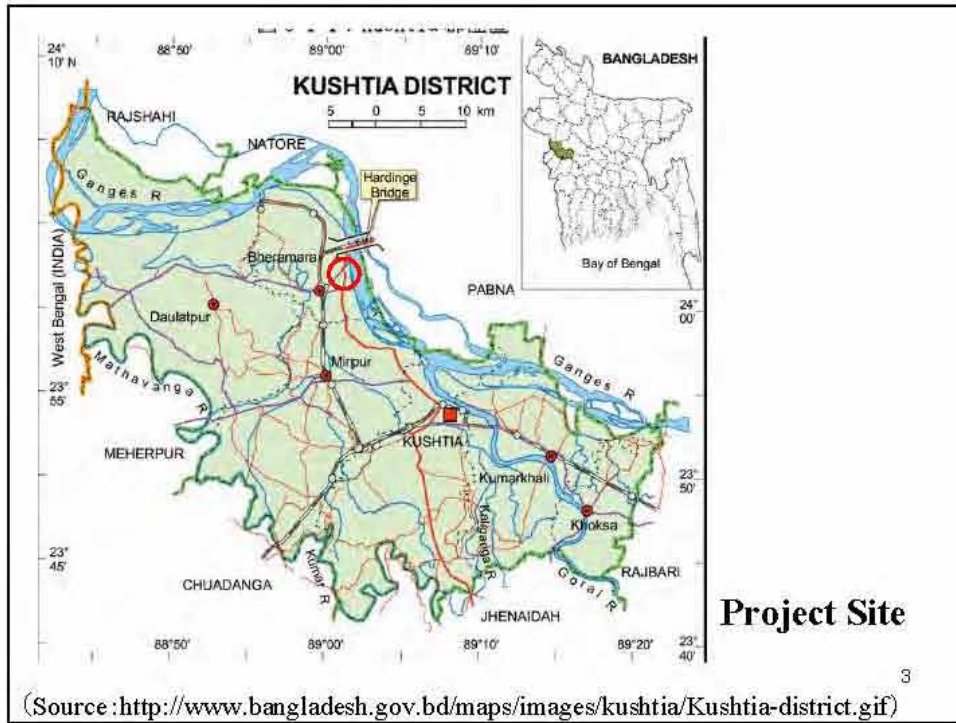 88°50'
89°00'
89°10'
24°
10' N
KUSHTIA DISTRICT
5 0 5 10 km
BANGLADESH
Bay of Bengal
RAJSHAHI
NATORE
Hardinge
Bridge
Ganges R
Bheramara
West Bengal (INDIA)
PABNA
24°
00'
Daulatpur
Mathavanga R
Mirpur
23°
55'
Ganges R
MEHERPUR
KUSHTIA
Kumarkhali
23°
50'
Khoksa
23°
45'
Kumar R
Kaliganga R
Gorai R
RAJBARI
CHUADANGA
JHENAIDAH
88°50'
89°00'
89°10'
89°20'
23°
40'
Project Site
3
(Source:http://www.bangladesh.gov.bd/maps/images/kushtia/Kushtia-district.gif)